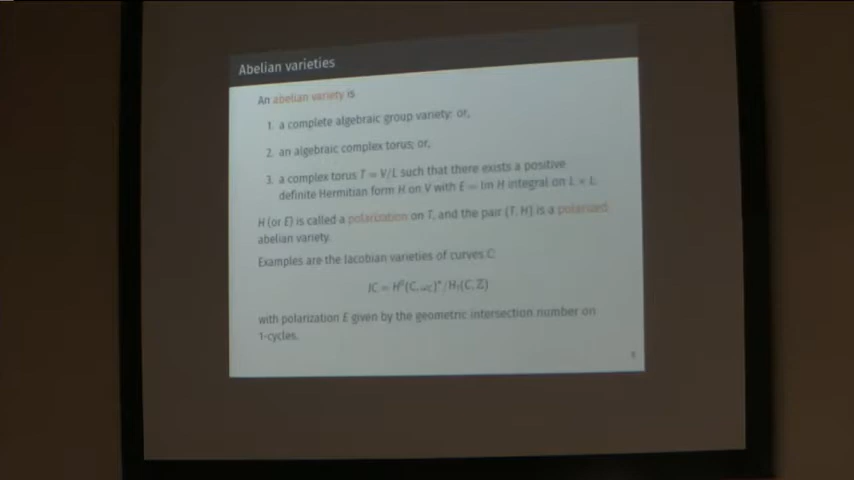 Abelian varieties
An abelian variety is
1. a complete algebraic group variety; or,
2. an algebraic complex torus; or,
3. a complex torus T = V/L such that there exists a positive
definite Hermitian form H on V with E = Im H integral on L × L.
H (or E) is called a polarization on T, and the pair (T, H) is a polarized
abelian variety.
Examples are the Jacobian varieties of curves C:
JC = H⁰(C, ω_C)*/H₁(C, ℤ)
with polarization E given by the geometric intersection number on
1-cycles.